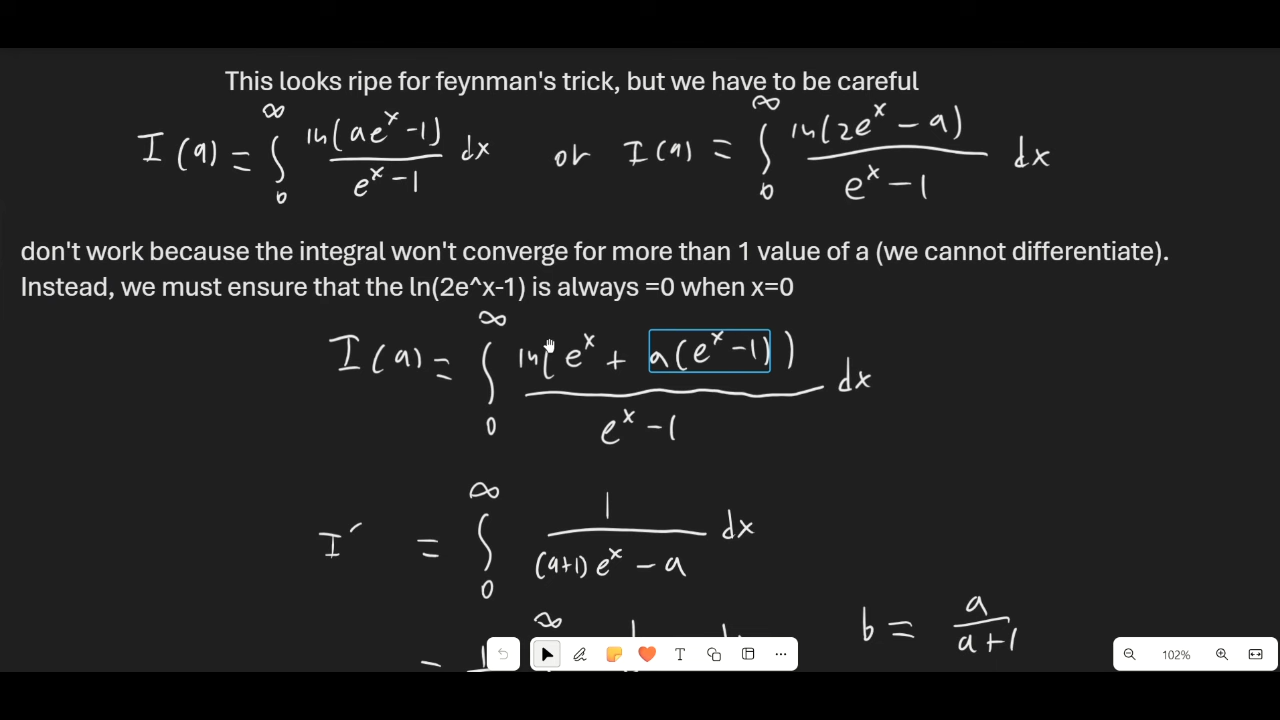 This looks ripe for feynman's trick, but we have to be careful
I(a) = ∫₀^∞ ln(ae^x - 1)/(e^x - 1) dx or I(a) = ∫₀^∞ ln(2e^x - a)/(e^x - 1) dx
don't work because the integral won't converge for more than 1 value of a (we cannot differentiate).
Instead, we must ensure that the ln(2e^x-1) is always =0 when x=0
I(a) = ∫₀^∞ ln(e^x + a(e^x - 1))/(e^x - 1) dx
I' = ∫₀^∞ 1/((a+1)e^x - a) dx
b = a/(a+1)
102%